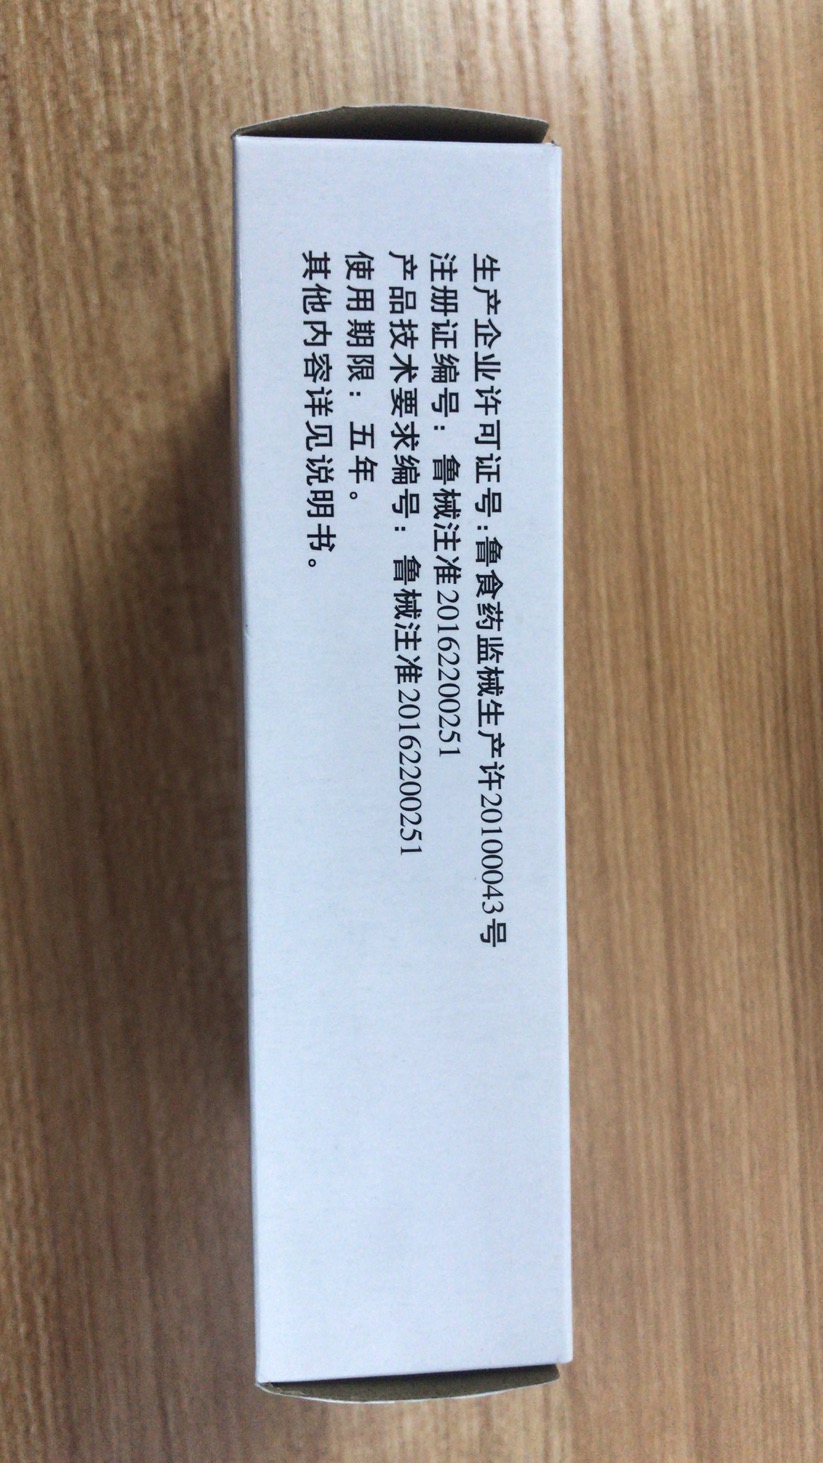 生产企业许可证号:鲁食药监械生产许20100043号
注册证编号：鲁械注准20162200251
产品技术要求编号：鲁械注准20162200251
使用期限：五年。
其他内容详见说明书。